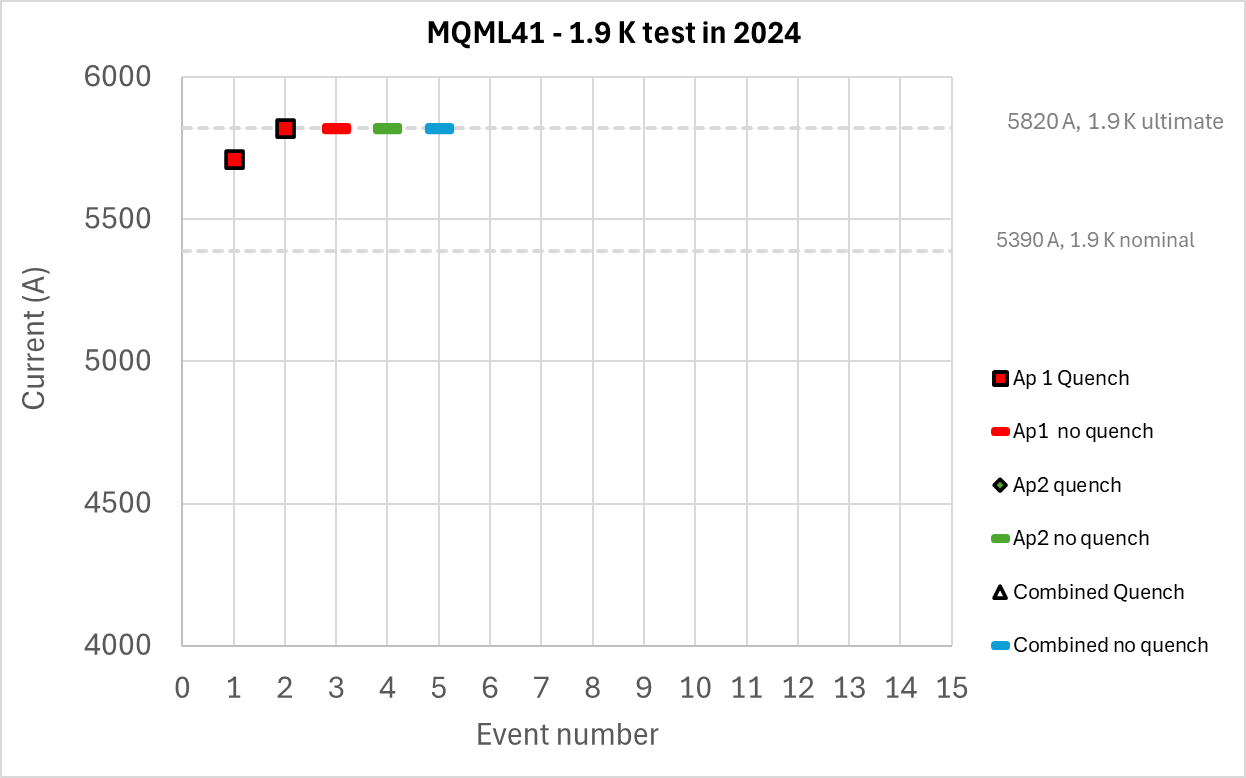 MQML41 - 1.9 K test in 2024
6000
5500
5000
4500
4000
Current (A)
0 1 2 3 4 5 6 7 8 9 10 11 12 13 14 15
Event number
5820 A, 1.9 K ultimate
5390 A, 1.9 K nominal
Ap 1 Quench
Ap1 no quench
Ap2 quench
Ap2 no quench
Combined Quench
Combined no quench